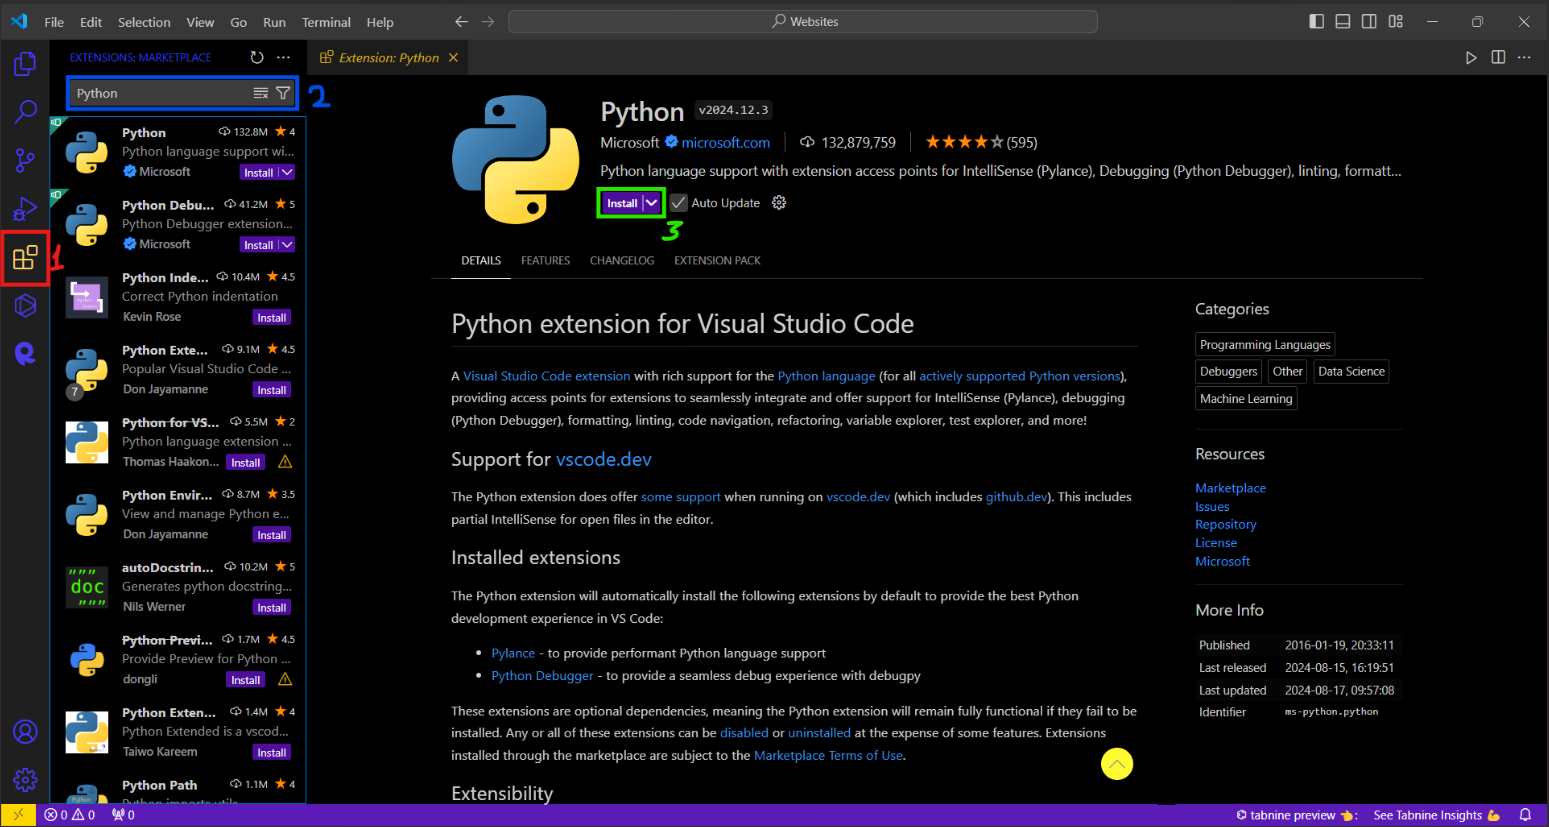 File Edit Selection View Go Run Terminal Help
Websites
EXTENSIONS: MARKETPLACE
Python
2
Python 132.8M 4
Python language support wi...
Microsoft Install
Python Debu... 41.2M 5
Python Debugger extension...
Microsoft Install
1
Python Inde... 10.4M 4.5
Correct Python indentation
Kevin Rose Install
Python Exte... 9.1M 4.5
Popular Visual Studio Code ...
7
Don Jayamanne Install
Python for VS... 5.5M 2
Python language extension ...
Thomas Haakon... Install
Python Envir... 8.7M 3.5
View and manage Python e...
Don Jayamanne Install
autoDocstrin... 10.2M 5
""" doc """
Generates python docstring...
Nils Werner Install
Python Previ... 1.7M 4.5
Provide Preview for Python ...
dongli Install
Python Exten... 1.4M 4
Python Extended is a vscod...
Taiwo Kareem Install
Python Path 1.1M 4
Python imports utils
Extension: Python
Python v2024.12.3
Microsoft microsoft.com 132,879,759 (595)
Python language support with extension access points for IntelliSense (Pylance), Debugging (Python Debugger), linting, formatt...
Install Auto Update
3
DETAILS FEATURES CHANGELOG EXTENSION PACK
Python extension for Visual Studio Code
A Visual Studio Code extension with rich support for the Python language (for all actively supported Python versions),
providing access points for extensions to seamlessly integrate and offer support for IntelliSense (Pylance), debugging
(Python Debugger), formatting, linting, code navigation, refactoring, variable explorer, test explorer, and more!
Support for vscode.dev
The Python extension does offer some support when running on vscode.dev (which includes github.dev). This includes
partial IntelliSense for open files in the editor.
Installed extensions
The Python extension will automatically install the following extensions by default to provide the best Python
development experience in VS Code:
• Pylance - to provide performant Python language support
• Python Debugger - to provide a seamless debug experience with debugpy
These extensions are optional dependencies, meaning the Python extension will remain fully functional if they fail to be
installed. Any or all of these extensions can be disabled or uninstalled at the expense of some features. Extensions
installed through the marketplace are subject to the Marketplace Terms of Use.
Extensibility
Categories
Programming Languages
Debuggers Other Data Science
Machine Learning
Resources
Marketplace
Issues
Repository
License
Microsoft
More Info
Published 2016-01-19, 20:33:11
Last released 2024-08-15, 16:19:51
Last updated 2024-08-17, 09:57:08
Identifier ms-python.python
0 0 0
tabnine preview 👈: See Tabnine Insights 💪